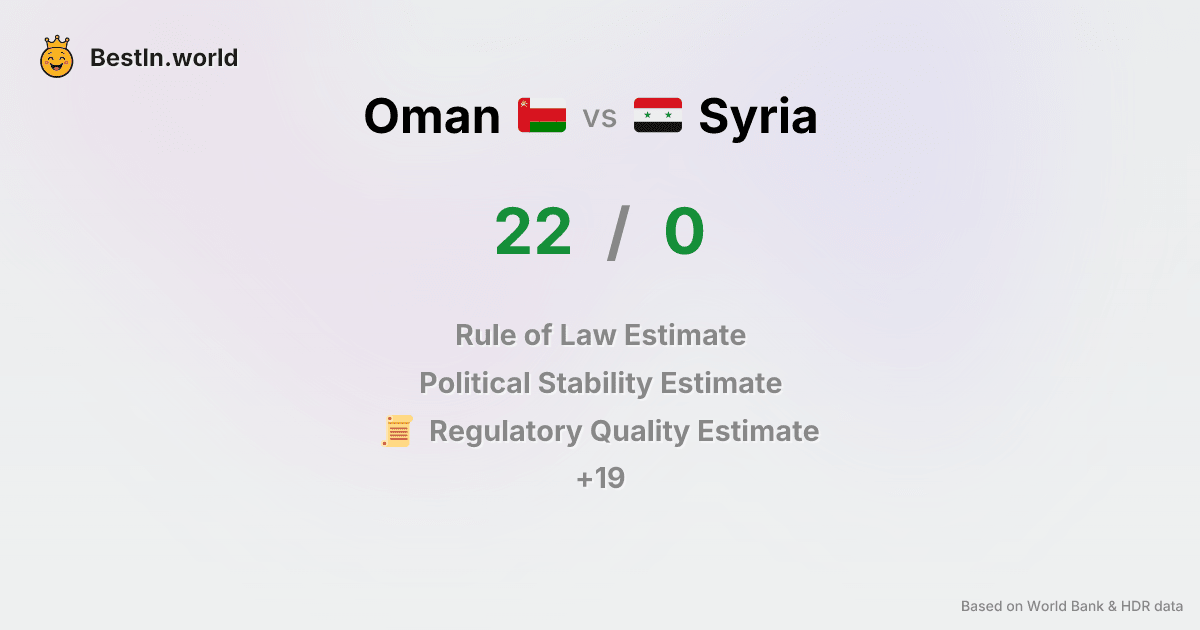 BestIn.world
Oman vs Syria
22 / 0
Rule of Law Estimate
Political Stability Estimate
Regulatory Quality Estimate
+19
Based on World Bank & HDR data